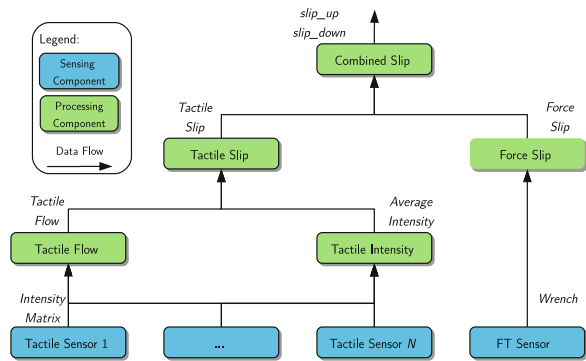 slip_up
slip_down
Legend:
Sensing
Component
Processing
Component
Data Flow
Combined Slip
Tactile
Slip
Force
Slip
Tactile Slip
Force Slip
Tactile
Flow
Average
Intensity
Tactile Flow
Tactile Intensity
Intensity
Matrix
Wrench
Tactile Sensor 1
...
Tactile Sensor N
FT Sensor